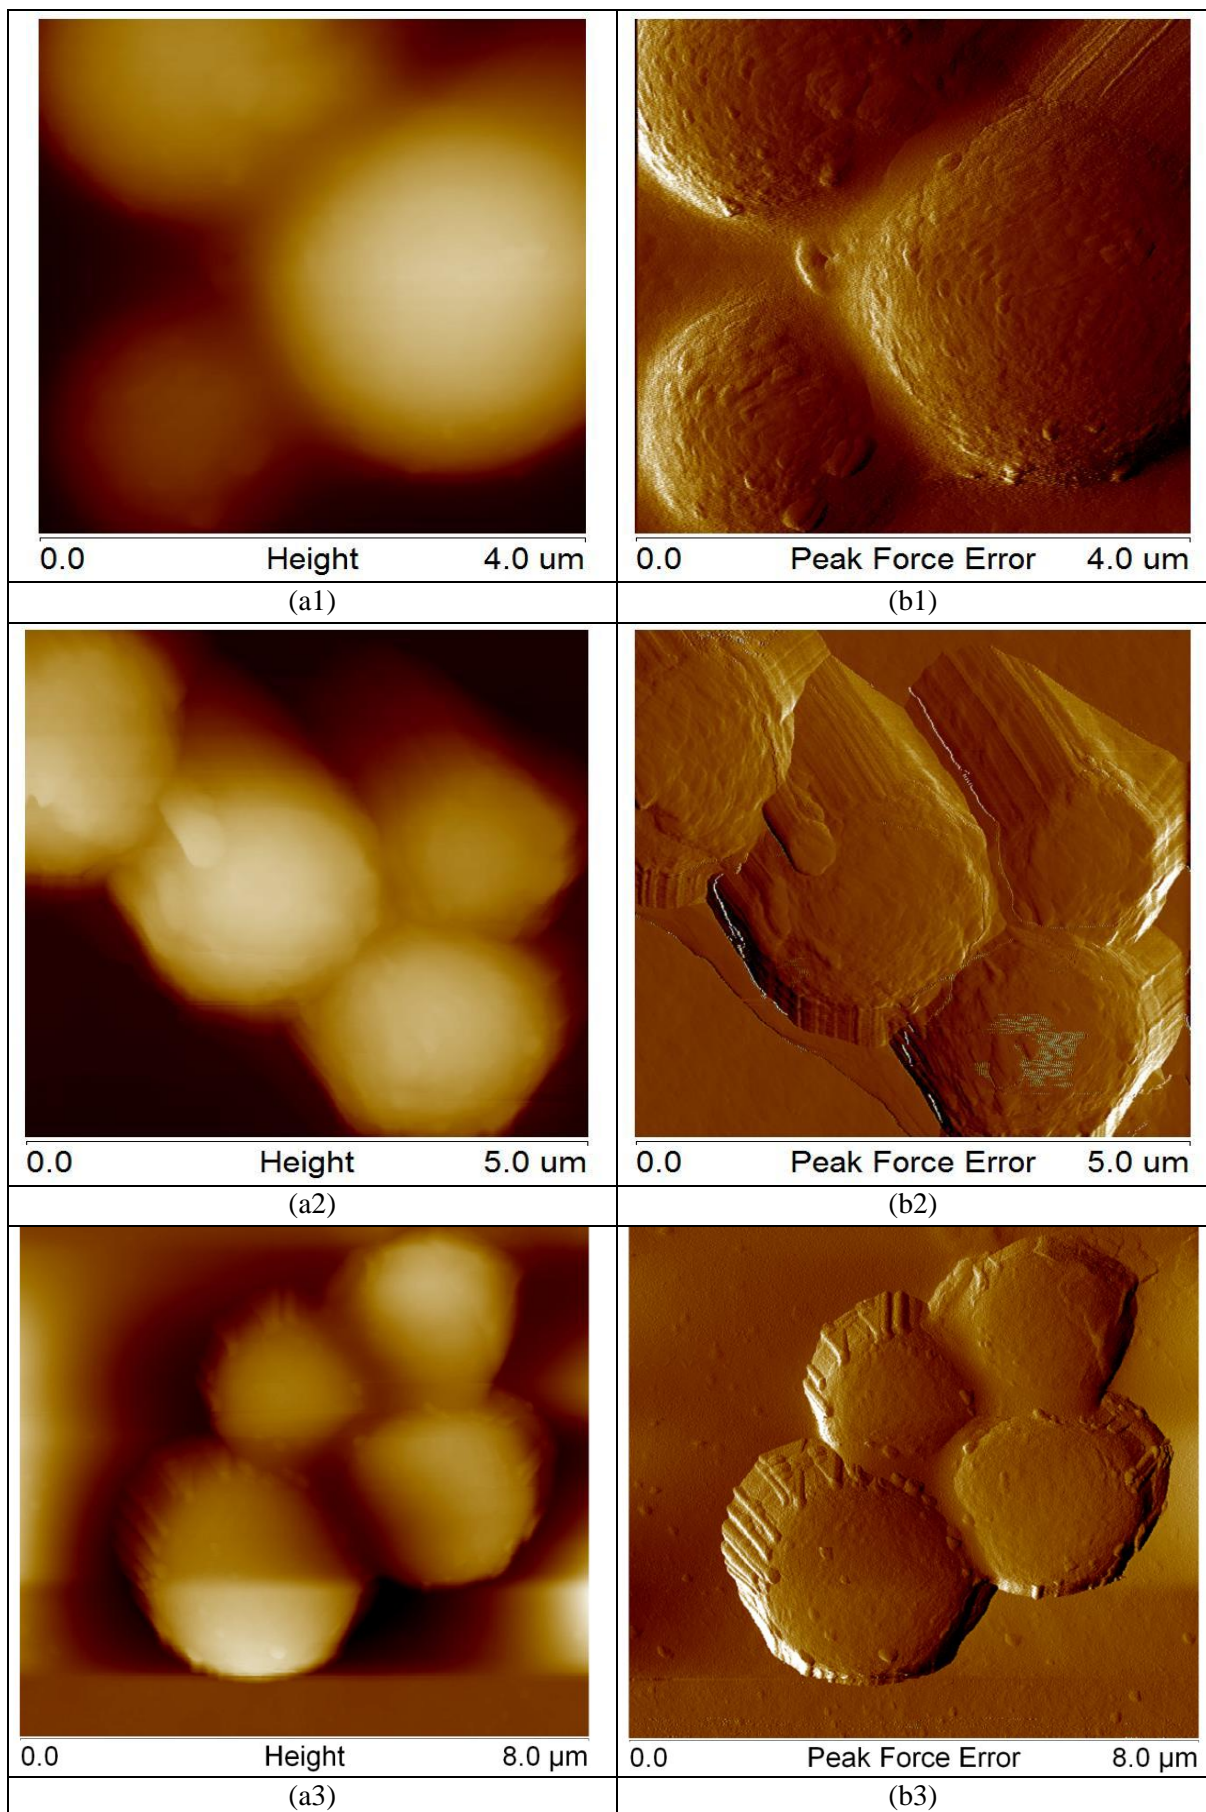 0.0 Height 4.0 um
0.0 Peak Force Error 4.0 um
(a1)
(b1)
0.0 Height 5.0 um
0.0 Peak Force Error 5.0 um
(a2)
(b2)
0.0 Height 8.0 µm
0.0 Peak Force Error 8.0 µm
(a3)
(b3)